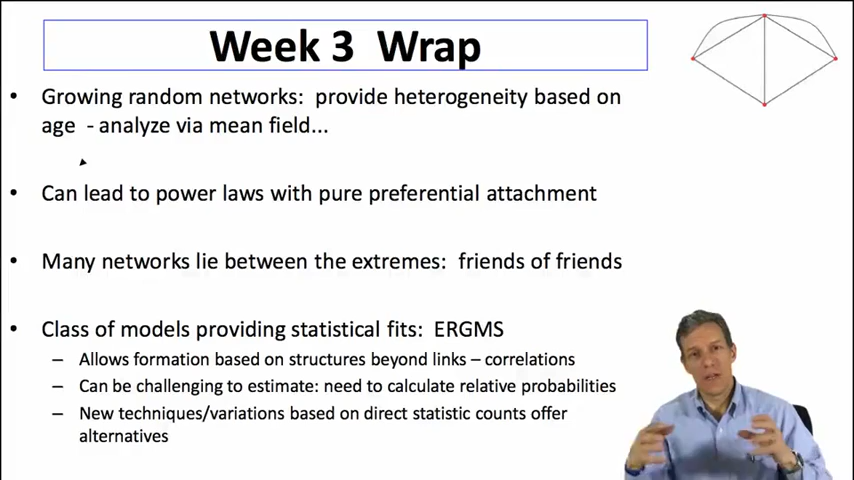 Week 3 Wrap
• Growing random networks: provide heterogeneity based on
age - analyze via mean field...
• Can lead to power laws with pure preferential attachment
• Many networks lie between the extremes: friends of friends
• Class of models providing statistical fits: ERGMS
– Allows formation based on structures beyond links – correlations
– Can be challenging to estimate: need to calculate relative probabilities
– New techniques/variations based on direct statistic counts offer
alternatives